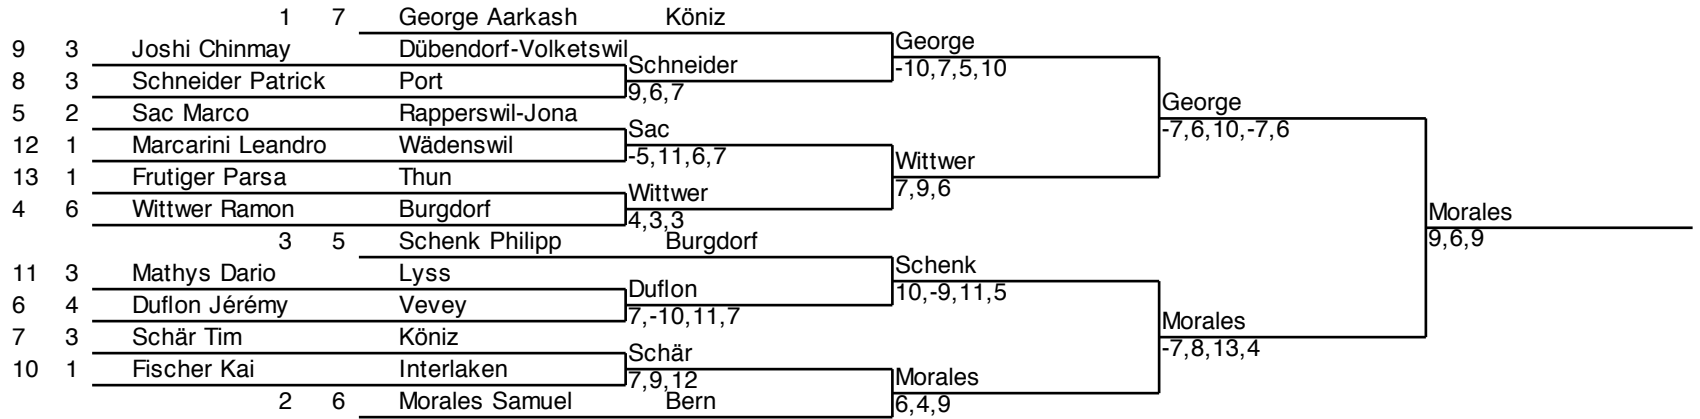 1 7 George Aarkash Köniz
George
9 3 Joshi Chinmay Dübendorf-Volketswil
Schneider
-10,7,5,10
8 3 Schneider Patrick Port
9,6,7
George
5 2 Sac Marco Rapperswil-Jona
Sac
-7,6,10,-7,6
12 1 Marcarini Leandro Wädenswil
-5,11,6,7
Wittwer
13 1 Frutiger Parsa Thun
Wittwer
7,9,6
4 6 Wittwer Ramon Burgdorf
Morales
4,3,3
3 5 Schenk Philipp Burgdorf
9,6,9
Schenk
11 3 Mathys Dario Lyss
Duflon
10,-9,11,5
6 4 Duflon Jérémy Vevey
7,-10,11,7
Morales
7 3 Schär Tim Köniz
Schär
-7,8,13,4
10 1 Fischer Kai Interlaken
7,9,12
Morales
2 6 Morales Samuel Bern
6,4,9